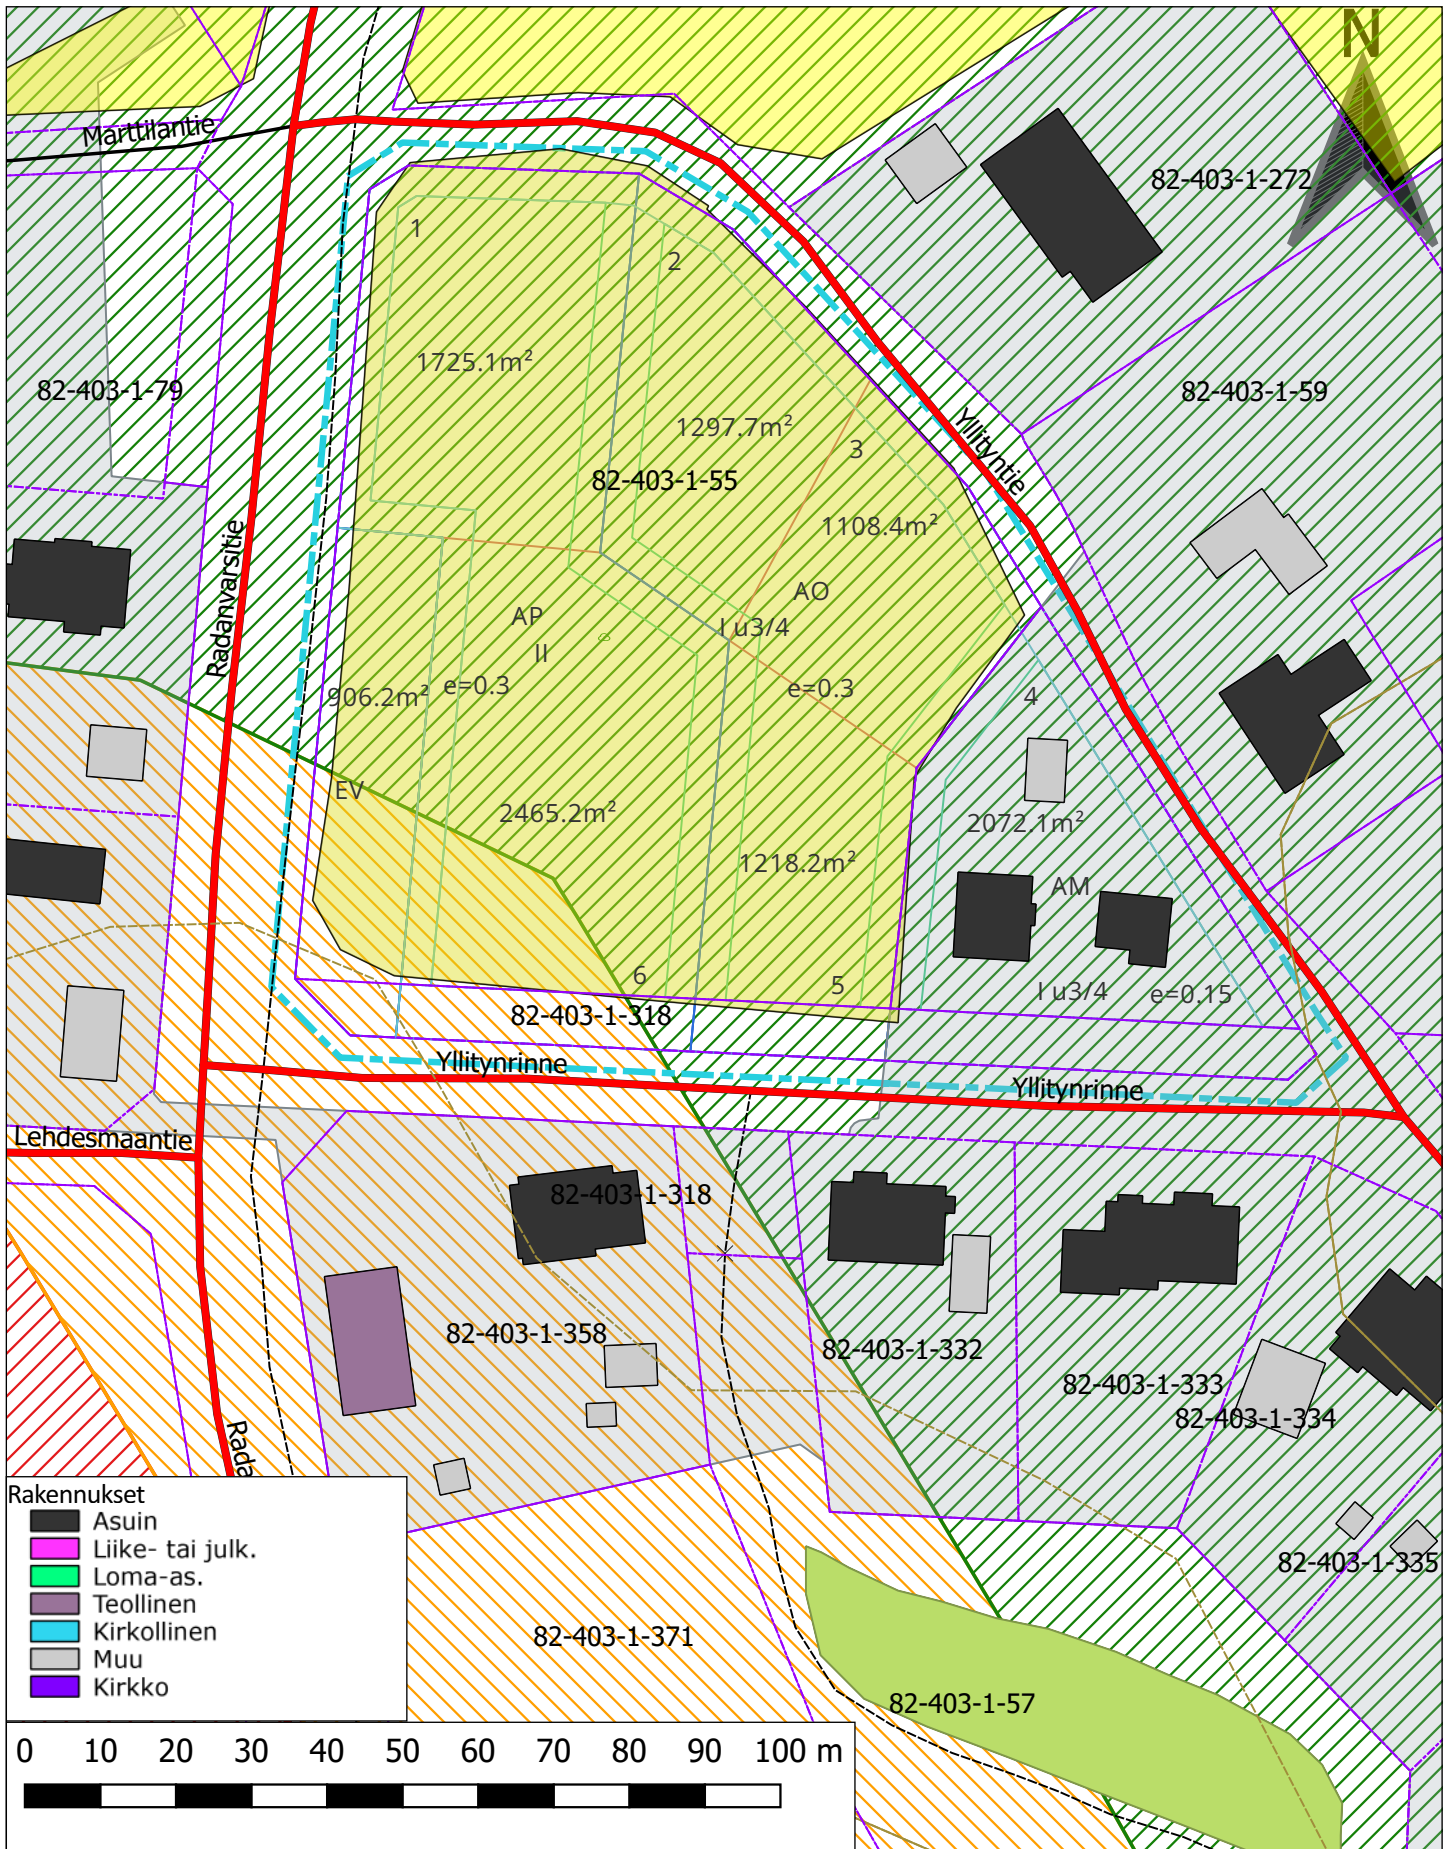 N
Marttilantie
82-403-1-272
1
2
1725.1m²
82-403-1-79
82-403-1-59
1297.7m²
3
Yllityntie
82-403-1-55
1108.4m²
Radanvarsitie
AO
AP
I u3/4
II
906.2m²
e=0.3
e=0.3
4
EV
2465.2m²
2072.1m²
1218.2m²
AM
6
5
I u3/4
e=0.15
82-403-1-318
Yllitynrinne
Yllitynrinne
Lehdesmaantie
82-403-1-318
82-403-1-358
82-403-1-332
82-403-1-333
82-403-1-334
Rada
Rakennukset
Asuin
Liike- tai julk.
Loma-as.
Teollinen
Kirkollinen
Muu
Kirkko
82-403-1-335
82-403-1-371
82-403-1-57
0 10 20 30 40 50 60 70 80 90 100 m